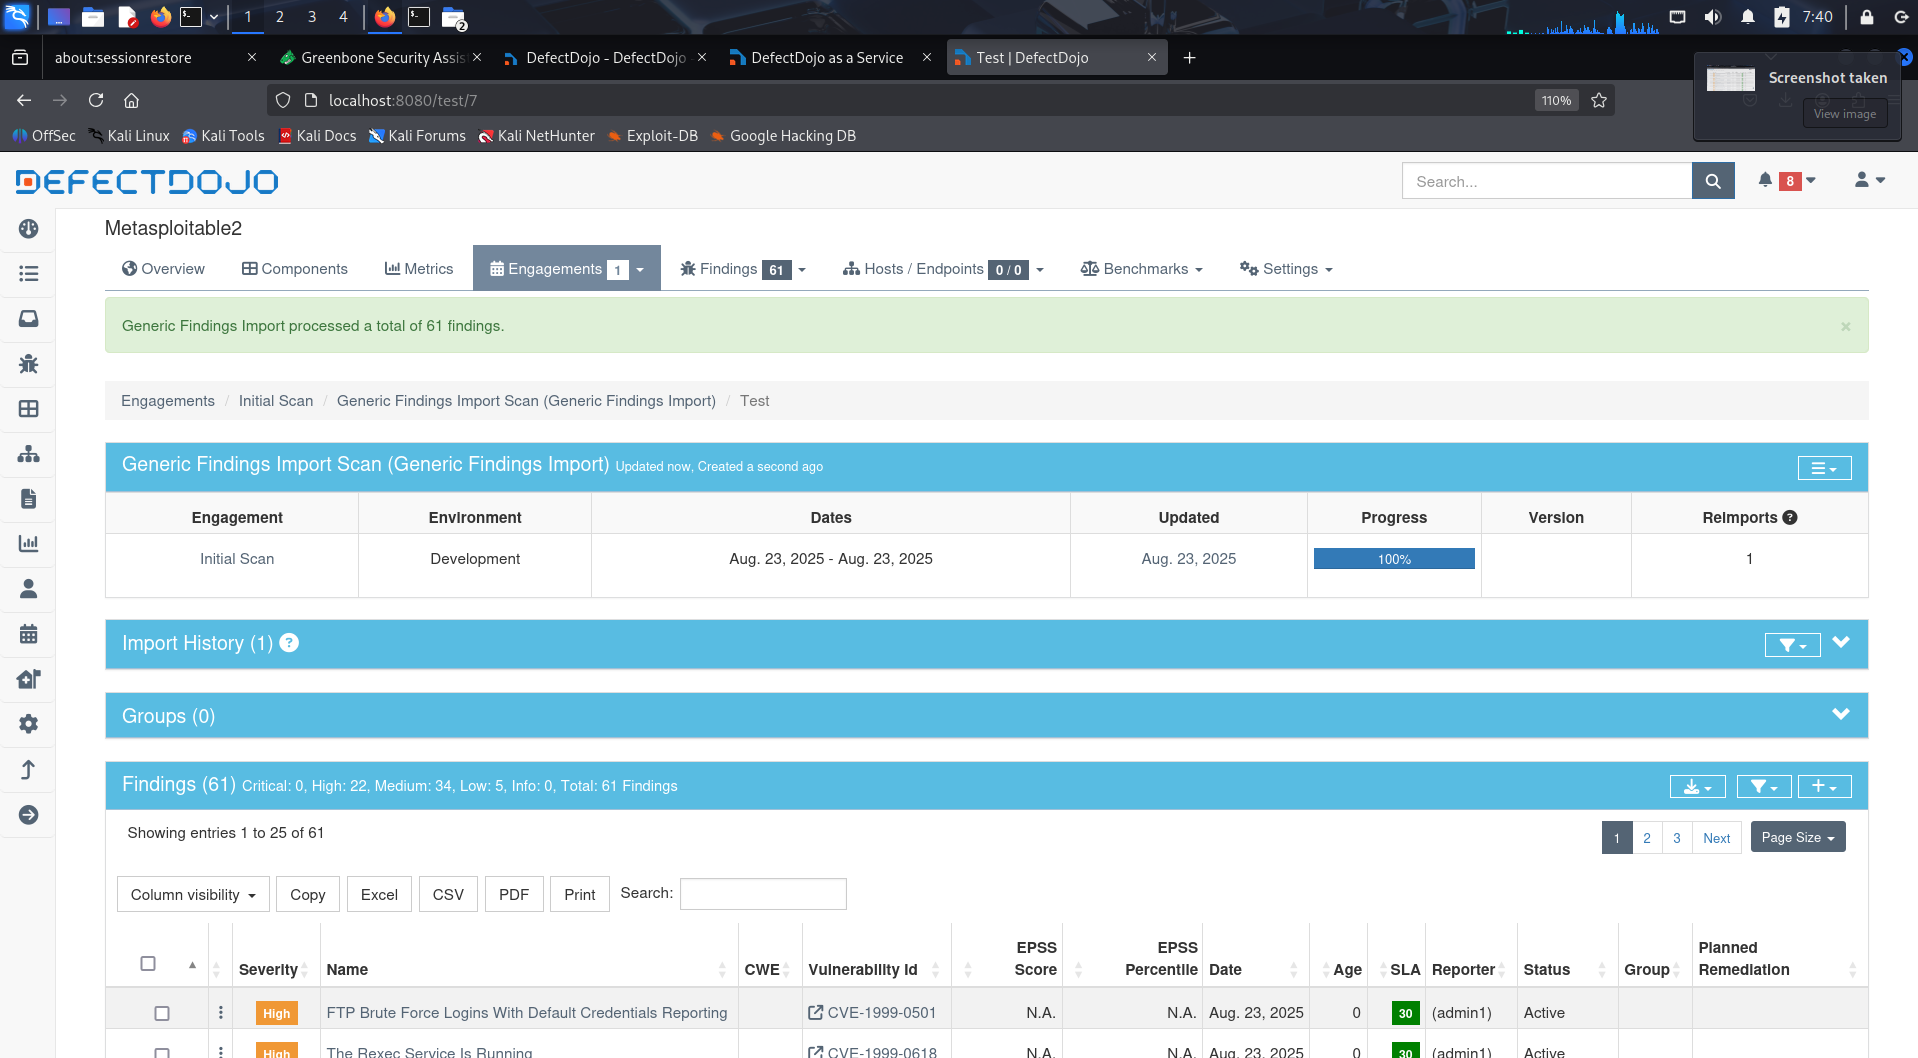 1 2 3 4 2 7:40
about:sessionrestore Greenbone Security Assis DefectDojo - DefectDojo DefectDojo as a Service Test | DefectDojo
Screenshot taken
View image
localhost:8080/test/7 110%
OffSec Kali Linux Kali Tools Kali Docs Kali Forums Kali NetHunter Exploit-DB Google Hacking DB
DEFECTDOJO Search... 8
Metasploitable2
Overview Components Metrics Engagements 1 Findings 61 Hosts / Endpoints 0 / 0 Benchmarks Settings
Generic Findings Import processed a total of 61 findings. ×
Engagements / Initial Scan / Generic Findings Import Scan (Generic Findings Import) / Test
Generic Findings Import Scan (Generic Findings Import) Updated now, Created a second ago
Engagement Environment Dates Updated Progress Version Reimports ?
Initial Scan Development Aug. 23, 2025 - Aug. 23, 2025 Aug. 23, 2025 100% 1
Import History (1) ?
Groups (0)
Findings (61) Critical: 0, High: 22, Medium: 34, Low: 5, Info: 0, Total: 61 Findings
Showing entries 1 to 25 of 61 1 2 3 Next Page Size
Column visibility Copy Excel CSV PDF Print Search:
Severity Name CWE Vulnerability Id EPSS Score EPSS Percentile Date Age SLA Reporter Status Group Planned Remediation
High FTP Brute Force Logins With Default Credentials Reporting CVE-1999-0501 N.A. N.A. Aug. 23, 2025 0 30 (admin1) Active
High The Rexec Service Is Running CVE-1999-0618 N.A. N.A. Aug. 23, 2025 0 30 (admin1) Active